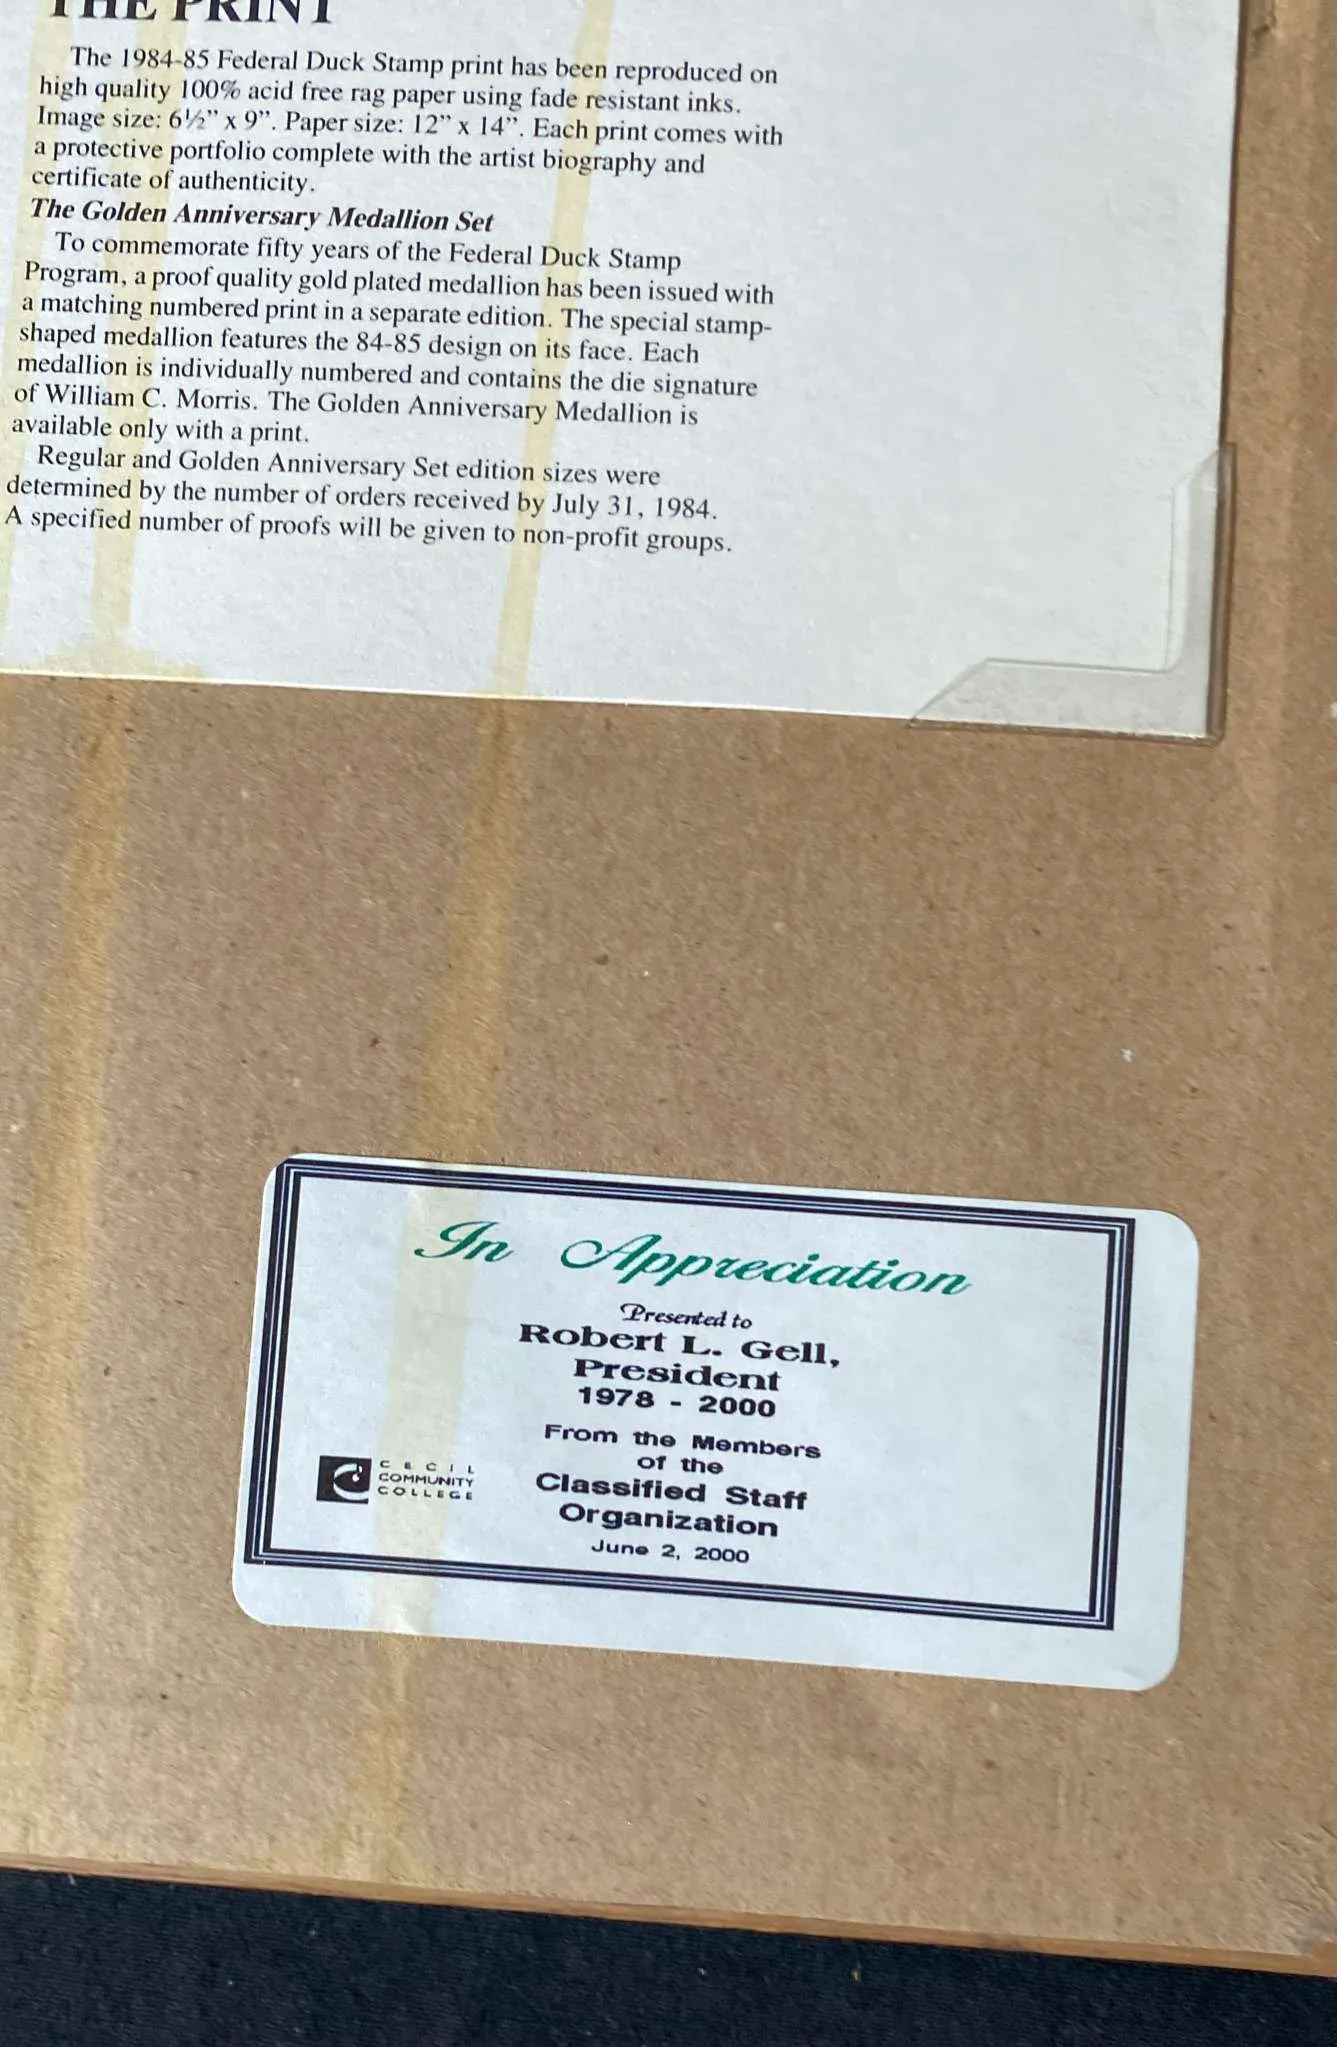 THE PRINT
The 1984-85 Federal Duck Stamp print has been reproduced on
high quality 100% acid free rag paper using fade resistant inks.
Image size: 6½” x 9”. Paper size: 12” x 14”. Each print comes with
a protective portfolio complete with the artist biography and
certificate of authenticity.
The Golden Anniversary Medallion Set
To commemorate fifty years of the Federal Duck Stamp
Program, a proof quality gold plated medallion has been issued with
a matching numbered print in a separate edition. The special stamp-
shaped medallion features the 84-85 design on its face. Each
medallion is individually numbered and contains the die signature
of William C. Morris. The Golden Anniversary Medallion is
available only with a print.
Regular and Golden Anniversary Set edition sizes were
determined by the number of orders received by July 31, 1984.
A specified number of proofs will be given to non-profit groups.
In Appreciation
Presented to
Robert L. Gell,
President
1978 - 2000
From the Members
of the
Classified Staff
Organization
June 2, 2000
CECIL
COMMUNITY
COLLEGE